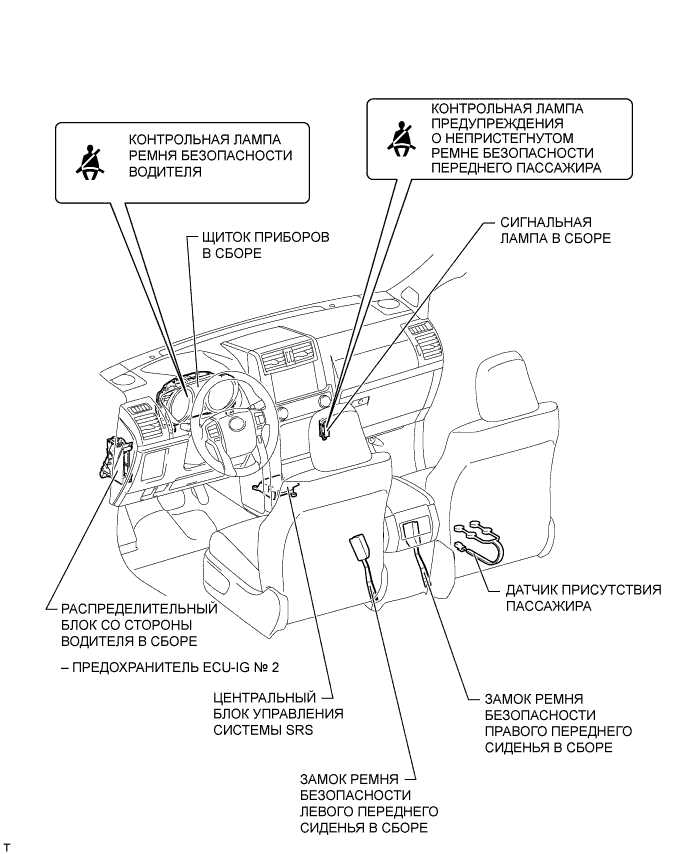 КОНТРОЛЬНАЯ ЛАМПА
РЕМНЯ БЕЗОПАСНОСТИ
ВОДИТЕЛЯ
КОНТРОЛЬНАЯ ЛАМПА
ПРЕДУПРЕЖДЕНИЯ
О НЕПРИСТЕГНУТОМ
РЕМНЕ БЕЗОПАСНОСТИ
ПЕРЕДНЕГО ПАССАЖИРА
ЩИТОК ПРИБОРОВ
В СБОРЕ
СИГНАЛЬНАЯ
ЛАМПА В СБОРЕ
ДАТЧИК ПРИСУТСТВИЯ
ПАССАЖИРА
РАСПРЕДЕЛИТЕЛЬНЫЙ
БЛОК СО СТОРОНЫ
ВОДИТЕЛЯ В СБОРЕ
– ПРЕДОХРАНИТЕЛЬ ECU-IG № 2
ЦЕНТРАЛЬНЫЙ
БЛОК УПРАВЛЕНИЯ
СИСТЕМЫ SRS
ЗАМОК РЕМНЯ
БЕЗОПАСНОСТИ
ПРАВОГО ПЕРЕДНЕГО
СИДЕНЬЯ В СБОРЕ
ЗАМОК РЕМНЯ
БЕЗОПАСНОСТИ
ЛЕВОГО ПЕРЕДНЕГО
СИДЕНЬЯ В СБОРЕ
T